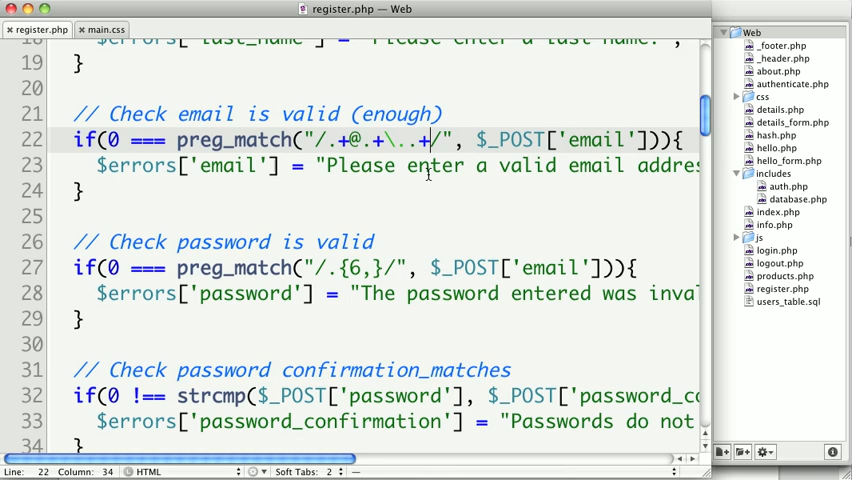 register.php — Web
register.php
main.css
18 $errors['last_name'] = "Please enter a last name.",
19 }
20
21 // Check email is valid (enough)
22 if(0 === preg_match("/.+@.+\..+/", $_POST['email'])){
23 $errors['email'] = "Please enter a valid email addres
24 }
25
26 // Check password is valid
27 if(0 === preg_match("/.{6,}/", $_POST['email'])){
28 $errors['password'] = "The password entered was inval
29 }
30
31 // Check password confirmation_matches
32 if(0 !== strcmp($_POST['password'], $_POST['password_co
33 $errors['password_confirmation'] = "Passwords do not
34 }
Line: 22 Column: 34 HTML Soft Tabs: 2 —
Web
_footer.php
_header.php
about.php
authenticate.php
css
details.php
details_form.php
hash.php
hello.php
hello_form.php
includes
auth.php
database.php
index.php
info.php
js
login.php
logout.php
products.php
register.php
users_table.sql